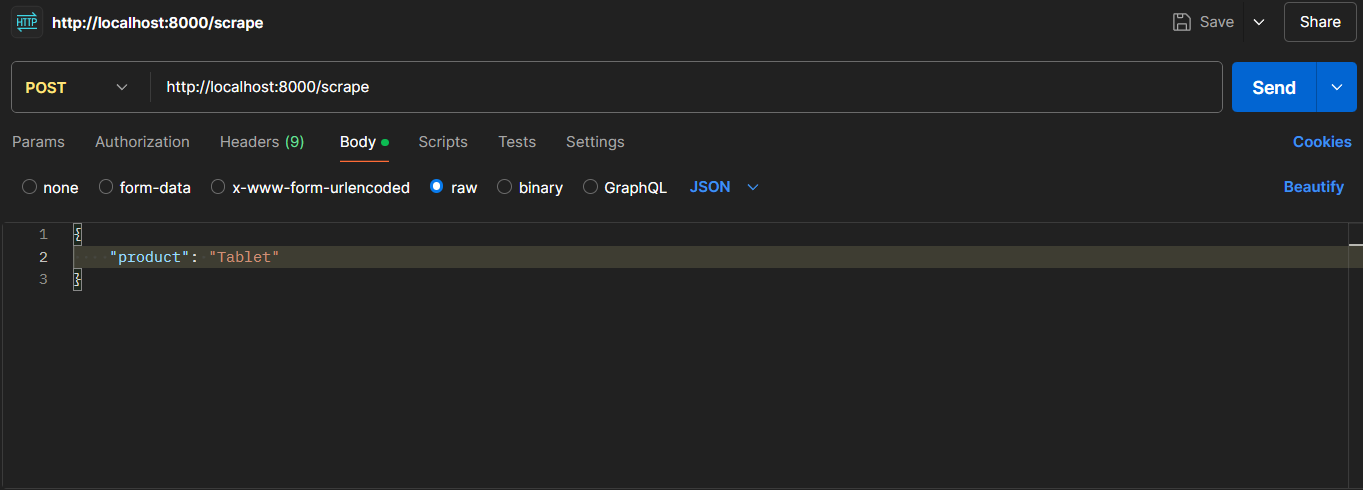 HTTP http://localhost:8000/scrape Save Share
POST http://localhost:8000/scrape Send
Params Authorization Headers (9) Body Scripts Tests Settings Cookies
none form-data x-www-form-urlencoded raw binary GraphQL JSON Beautify
1 {
2 "product": "Tablet"
3 }